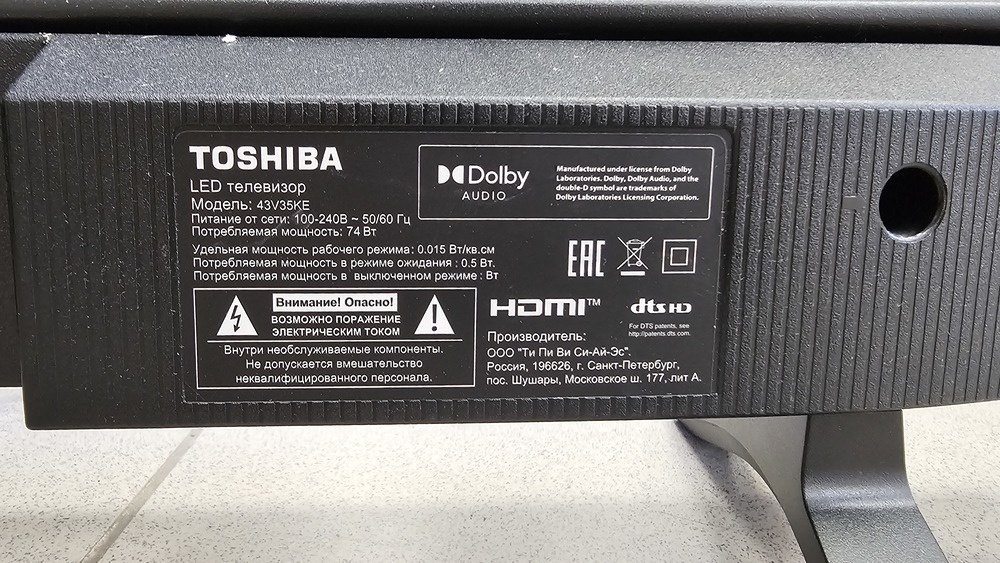 TOSHIBA
LED телевизор
Модель: 43V35KE
Питание от сети: 100-240В ~ 50/60 Гц
Потребляемая мощность: 74 Вт
Удельная мощность рабочего режима: 0.015 Вт/кв.см
Потребляемая мощность в режиме ожидания : 0.5 Вт.
Потребляемая мощность в выключенном режиме : Вт
Dolby
AUDIO
Manufactured under license from Dolby
Laboratories. Dolby, Dolby Audio, and the
double-D symbol are trademarks of
Dolby Laboratories Licensing Corporation.
EAC
Внимание! Опасно!
ВОЗМОЖНО ПОРАЖЕНИЕ
ЭЛЕКТРИЧЕСКИМ ТОКОМ
Внутри необслуживаемые компоненты.
Не допускается вмешательство
неквалифицированного персонала.
HDMI™
dts HD
For DTS patents, see
http://patents.dts.com.
Производитель:
ООО "Ти Пи Ви Си-Ай-Эс".
Россия, 196626, г. Санкт-Петербург,
пос. Шушары, Московское ш. 177, лит А.